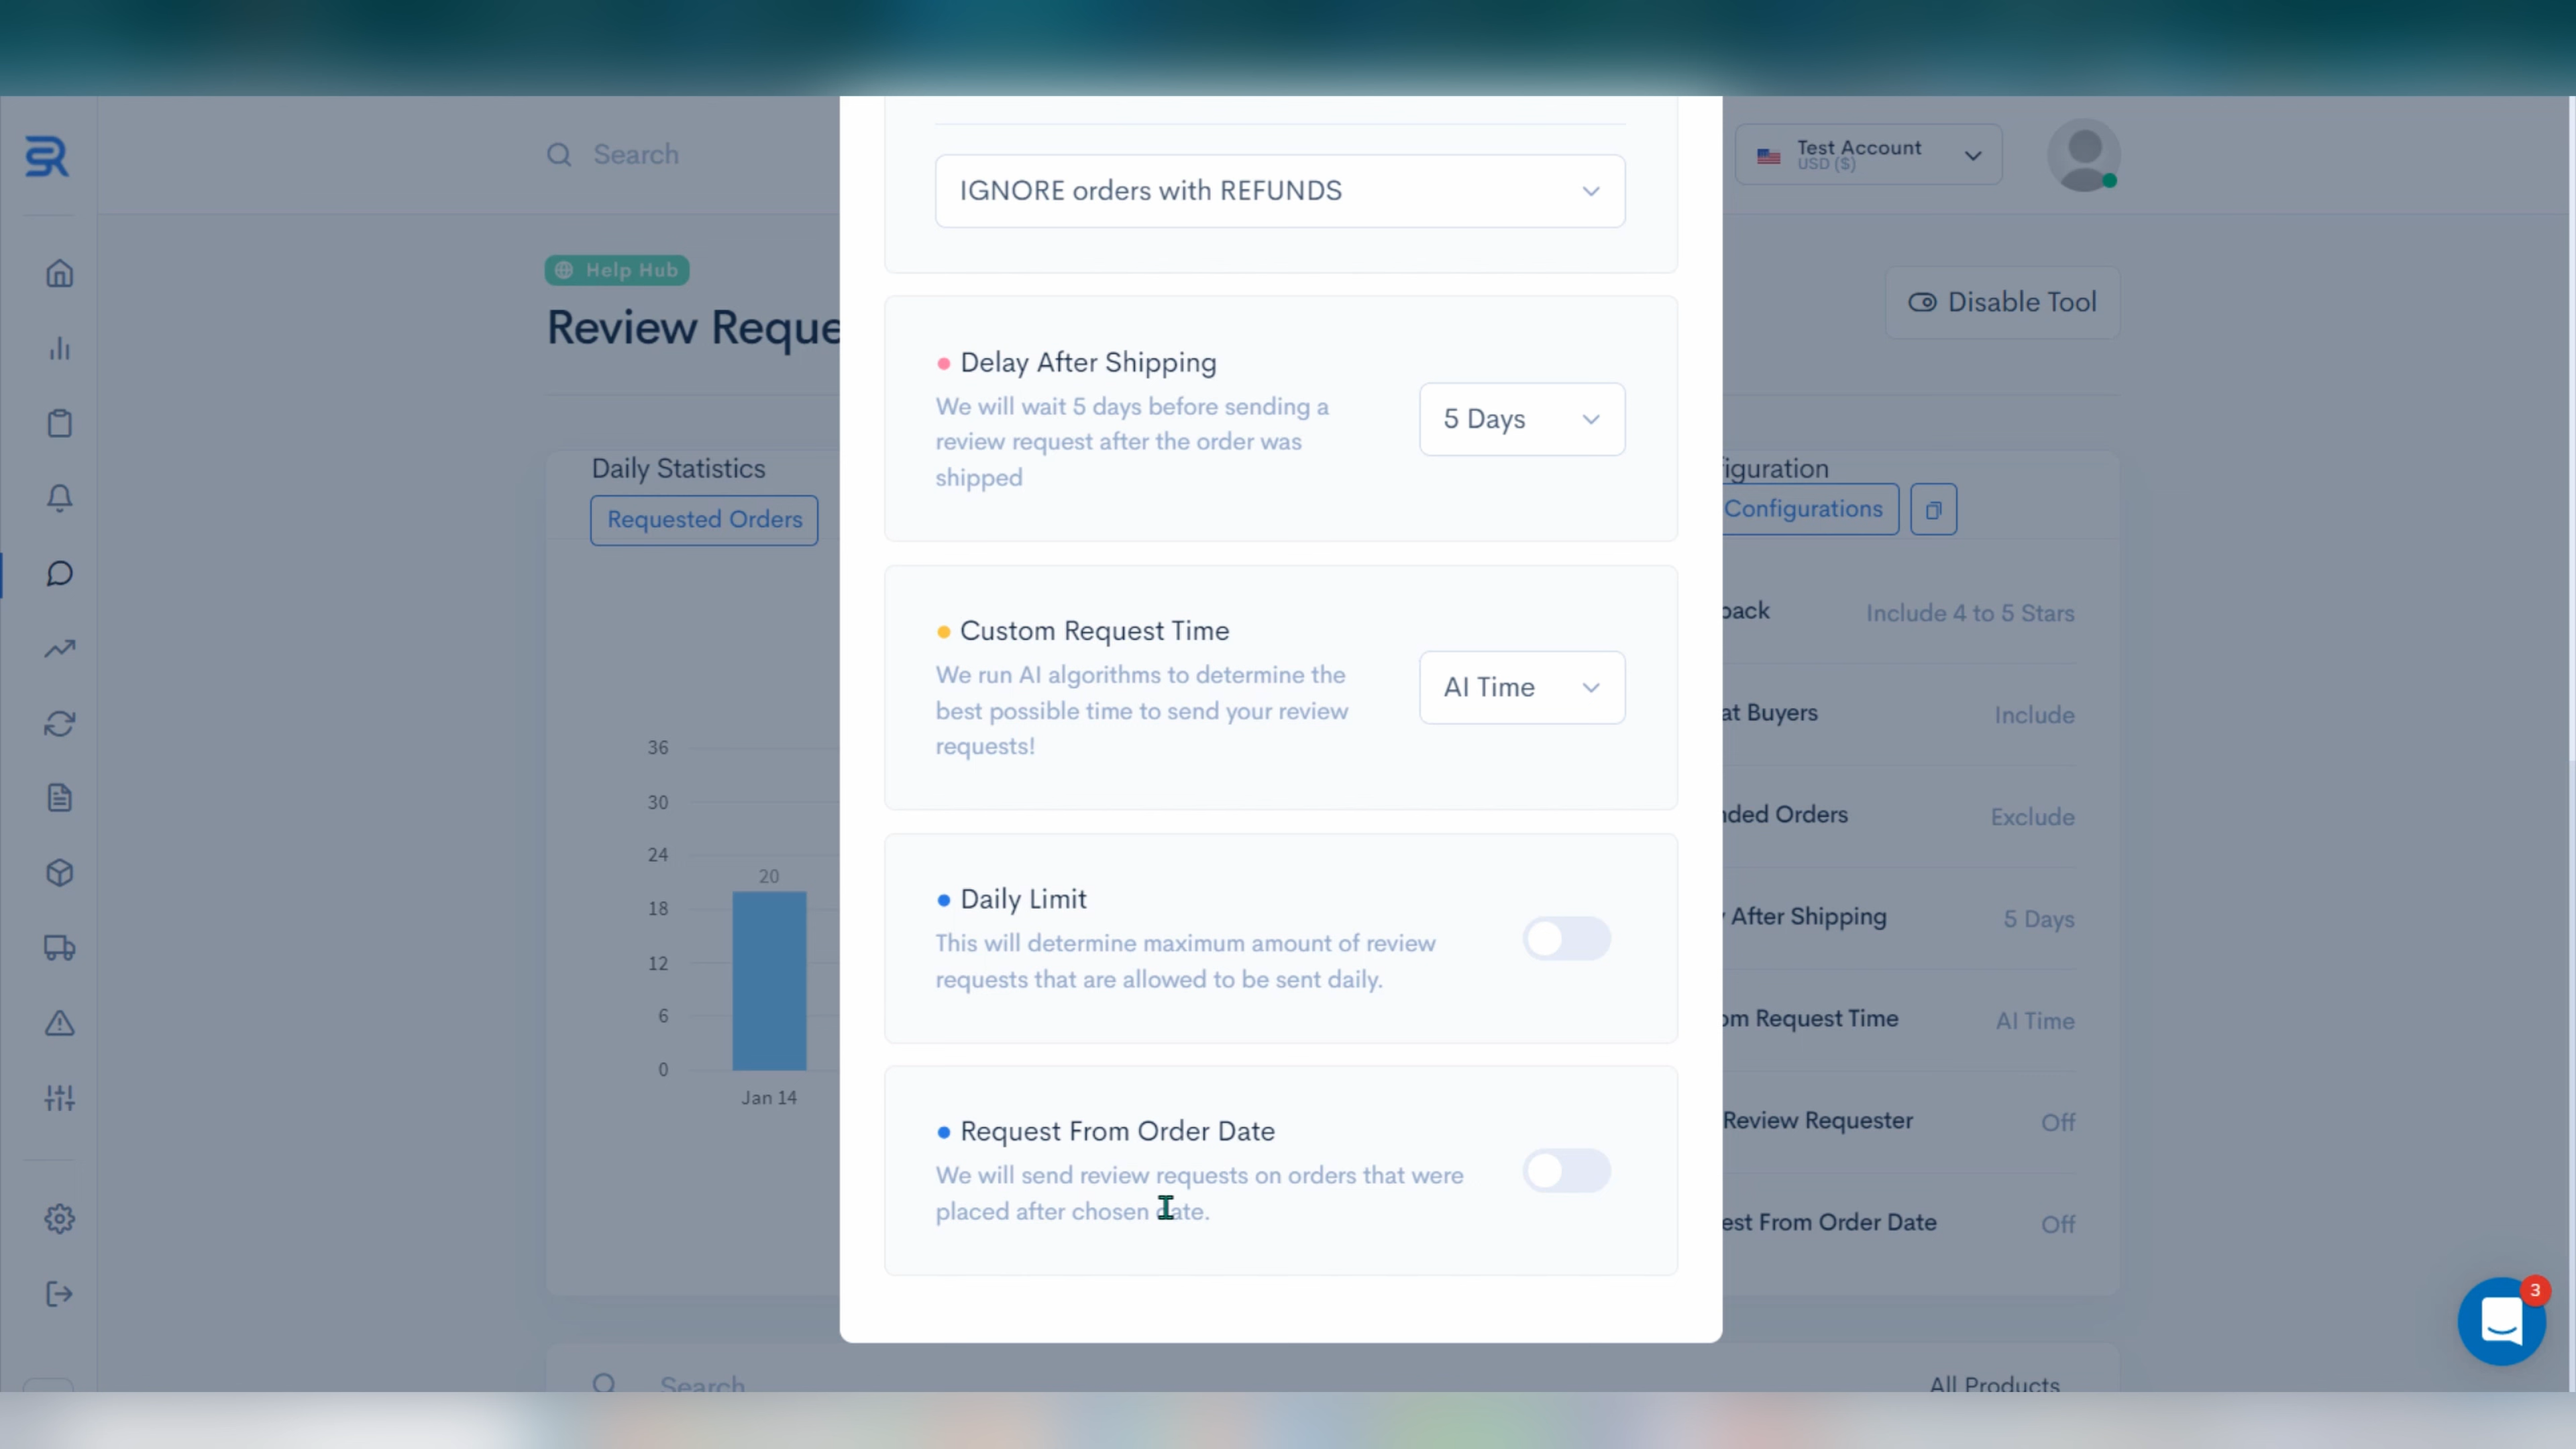 Search
Test Account
USD ($)
IGNORE orders with REFUNDS
Help Hub
Review Reque
Disable Tool
Delay After Shipping
We will wait 5 days before sending a
review request after the order was
shipped
5 Days
Daily Statistics
Requested Orders
iguration
Configurations
Custom Request Time
We run AI algorithms to determine the
best possible time to send your review
requests!
AI Time
back
Include 4 to 5 Stars
at Buyers
Include
nded Orders
Exclude
After Shipping
5 Days
om Request Time
AI Time
Review Requester
Off
est From Order Date
Off
36
30
24
18
12
6
0
20
Jan 14
Daily Limit
This will determine maximum amount of review
requests that are allowed to be sent daily.
Request From Order Date
We will send review requests on orders that were
placed after chosen date.
3
Search
All Products